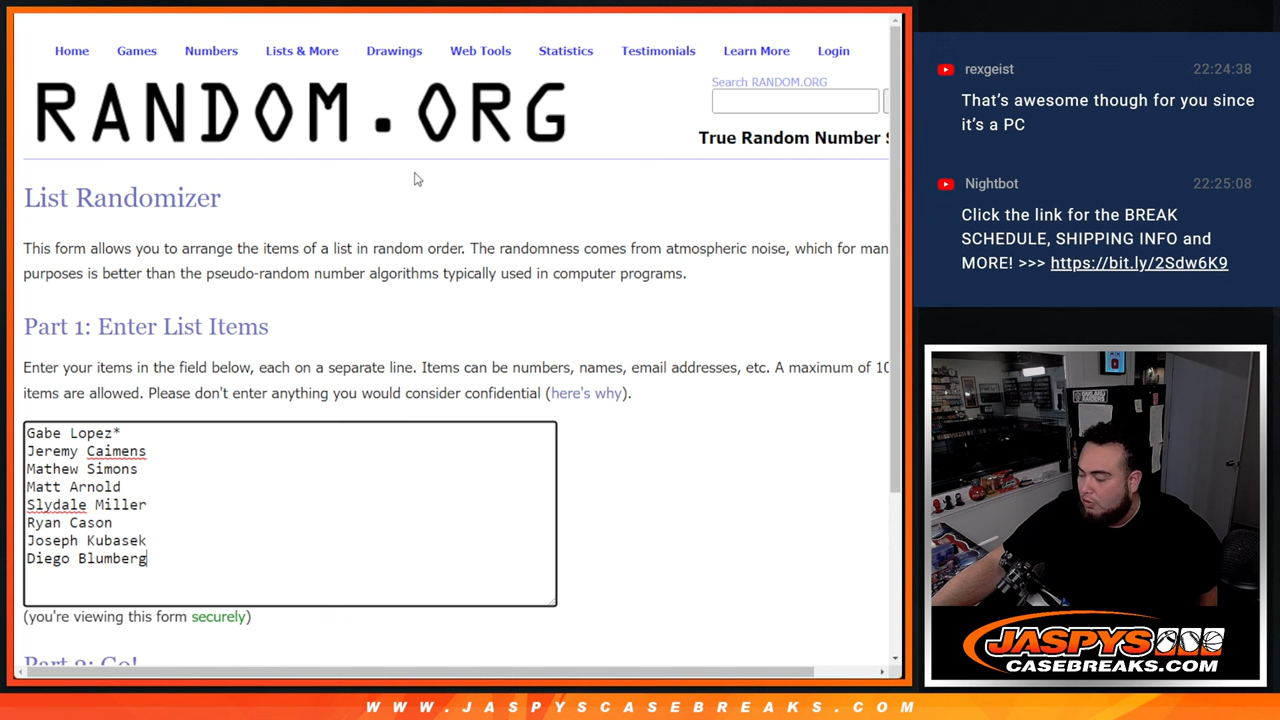 Home Games Numbers Lists & More Drawings Web Tools Statistics Testimonials Learn More Login
RANDOM.ORG
Search RANDOM.ORG
True Random Number
List Randomizer
This form allows you to arrange the items of a list in random order. The randomness comes from atmospheric noise, which for man
purposes is better than the pseudo-random number algorithms typically used in computer programs.
Part 1: Enter List Items
Enter your items in the field below, each on a separate line. Items can be numbers, names, email addresses, etc. A maximum of 10
items are allowed. Please don't enter anything you would consider confidential (here's why).
Gabe Lopez*
Jeremy Caimens
Mathew Simons
Matt Arnold
Slydale Miller
Ryan Cason
Joseph Kubasek
Diego Blumberg
(you're viewing this form securely)
Part 2: Go!
rexgeist 22:24:38
That's awesome though for you since
it's a PC
Nightbot 22:25:08
Click the link for the BREAK
SCHEDULE, SHIPPING INFO and
MORE! >>> https://bit.ly/2Sdw6K9
JASPYS
CASEBREAKS.COM
WWW.JASPYSCASEBREAKS.COM